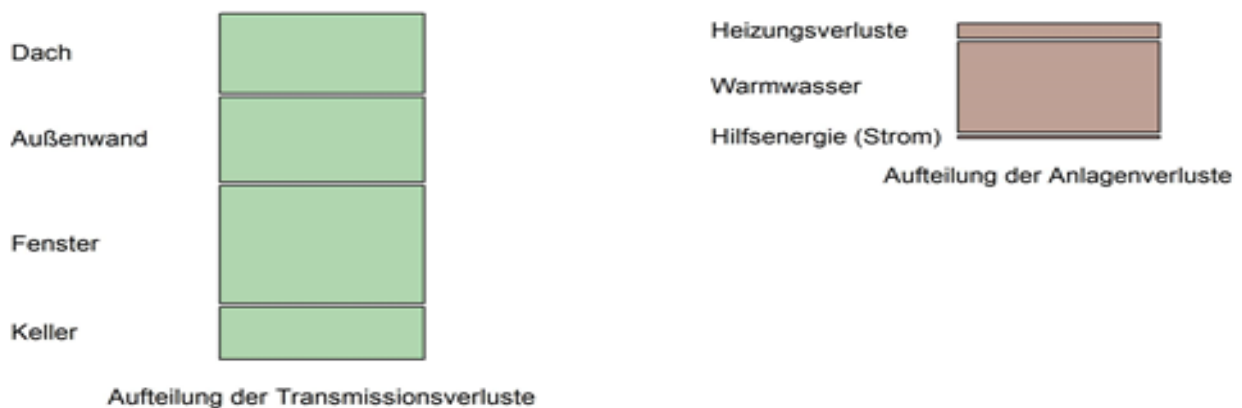 Dach
Außenwand
Fenster
Keller
Aufteilung der Transmissionsverluste
Heizungsverluste
Warmwasser
Hilfsenergie (Strom)
Aufteilung der Anlagenverluste